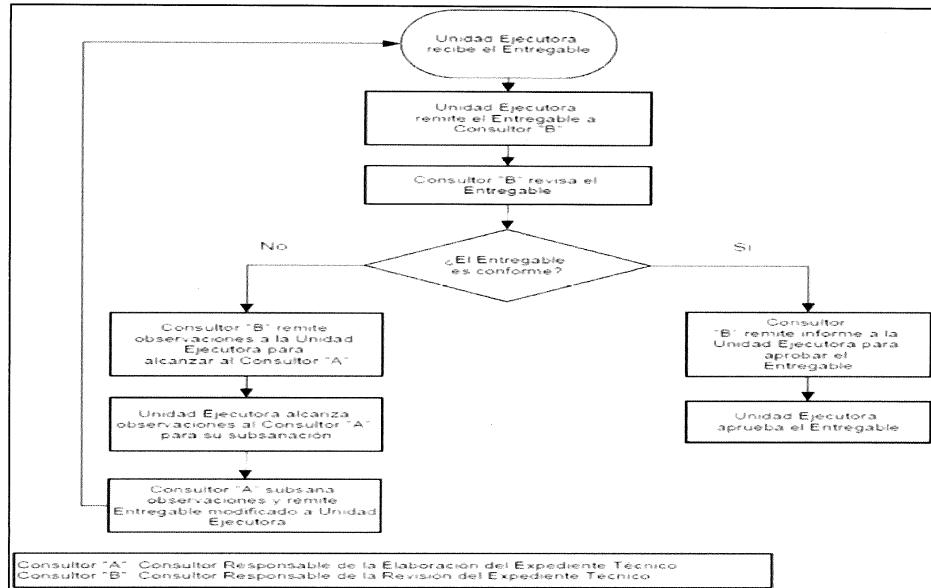 Unidad Ejecutora
recibe el Entregable
Unidad Ejecutora
remite el Entregable a
Consultor "B"
Consultor "B" revisa el
Entregable
¿El Entregable
es conforme?
No
Si
Consultor "B" remite
observaciones a la Unidad
Ejecutora para
alcanzar al Consultor "A"
Unidad Ejecutora alcanza
observaciones al Consultor "A"
para su subsanación
Consultor "A" subsana
observaciones y remite
Entregable modificado a Unidad
Ejecutora
Consultor
"B" remite informe a la
Unidad Ejecutora para
aprobar el
Entregable
Unidad Ejecutora
aprueba el Entregable
Consultor "A" Consultor Responsable de la Elaboración del Expediente Técnico
Consultor "B" Consultor Responsable de la Revisión del Expediente Técnico